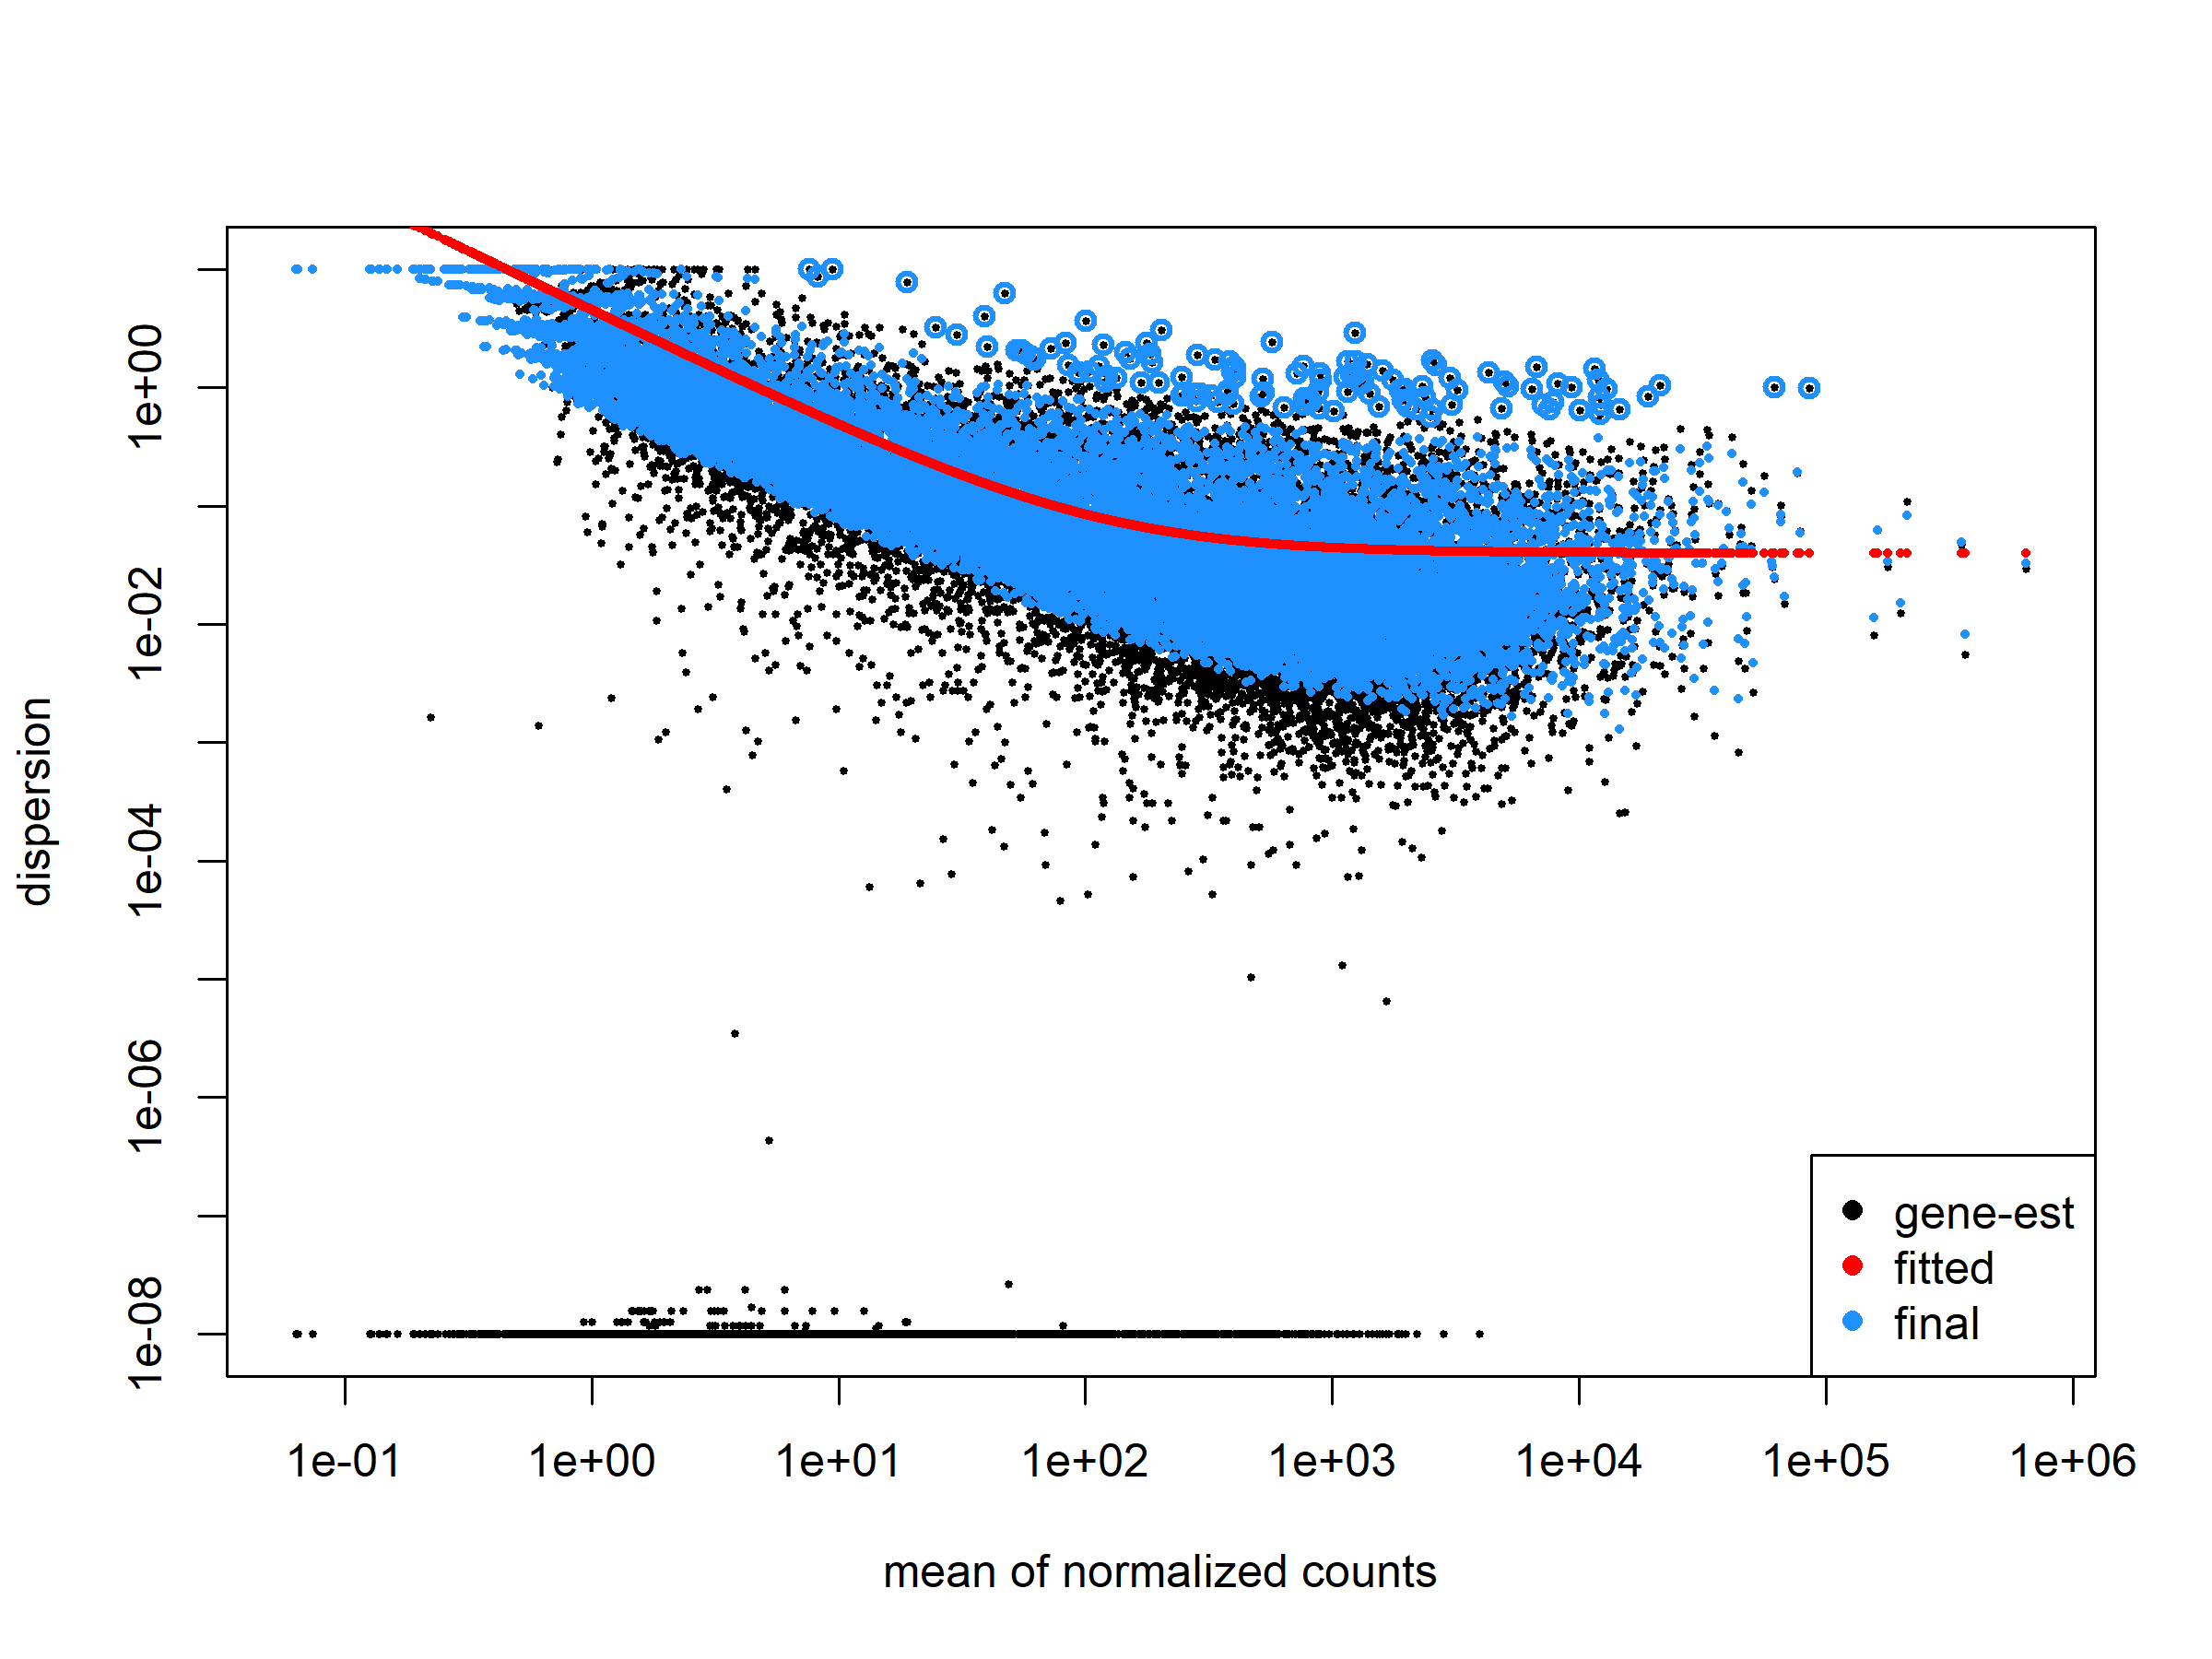 dispersion
1e+00
1e-02
1e-04
1e-06
1e-08
1e-01 1e+00 1e+01 1e+02 1e+03 1e+04 1e+05 1e+06
mean of normalized counts
gene-est
fitted
final